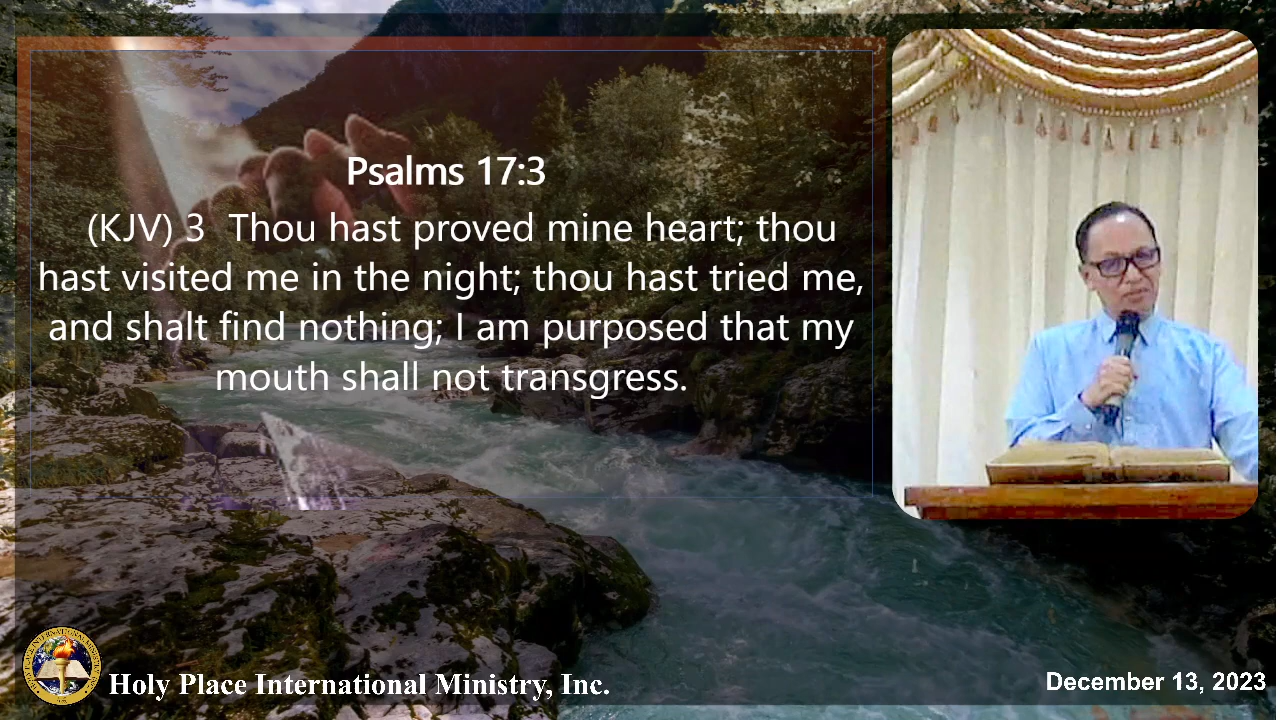 Psalms 17:3
(KJV) 3 Thou hast proved mine heart; thou
hast visited me in the night; thou hast tried me,
and shalt find nothing; I am purposed that my
mouth shall not transgress.
Holy Place International Ministry, Inc.
December 13, 2023